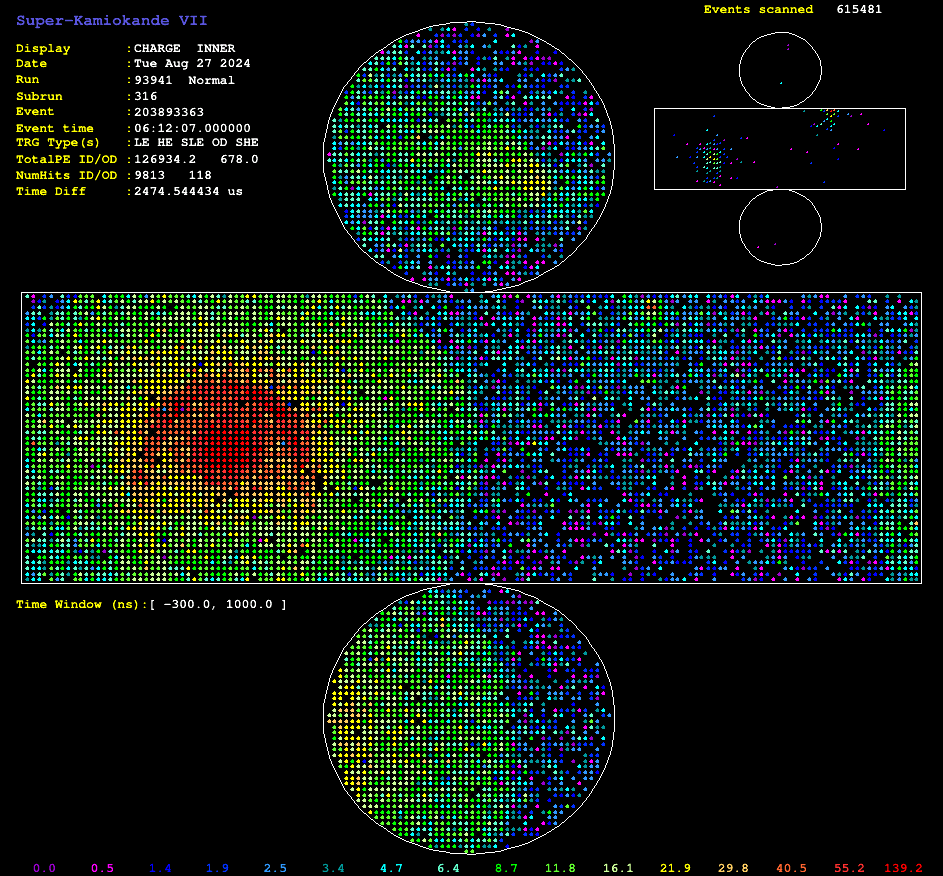 Super-Kamiokande VII
Events scanned 615481
Display :CHARGE INNER
Date :Tue Aug 27 2024
Run :93941 Normal
Subrun :316
Event :203893363
Event time :06:12:07.000000
TRG Type(s) :LE HE SLE OD SHE
TotalPE ID/OD :126934.2 678.0
NumHits ID/OD :9813 118
Time Diff :2474.544434 us
Time Window (ns):[ -300.0, 1000.0 ]
0.0 0.5 1.4 1.9 2.5 3.4 4.7 6.4 8.7 11.8 16.1 21.9 29.8 40.5 55.2 139.2